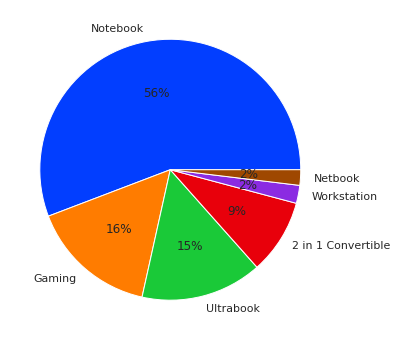 Notebook
56%
2%
Netbook
2%
Workstation
9%
16%
15%
2 in 1 Convertible
Gaming
Ultrabook